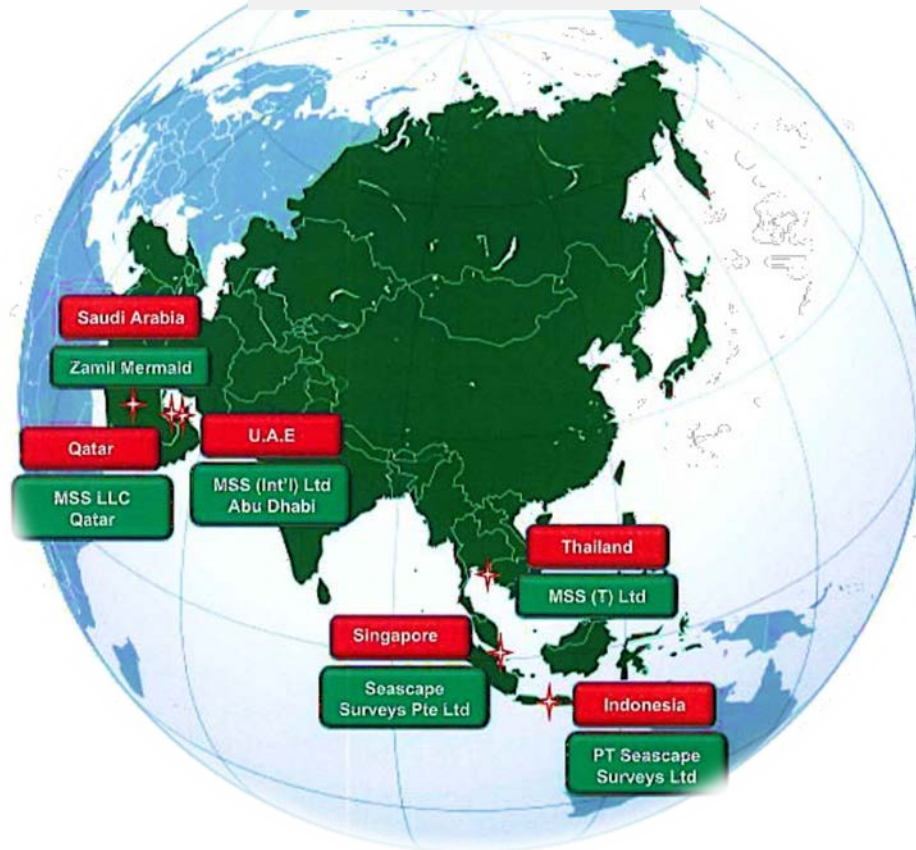 Saudi Arabia
Zamil Mermaid
Qatar
MSS LLC
Qatar
U.A.E
MSS (Int'l) Ltd
Abu Dhabi
Thailand
MSS (T) Ltd
Singapore
Seascape
Surveys Pte Ltd
Indonesia
PT Seascape
Surveys Ltd